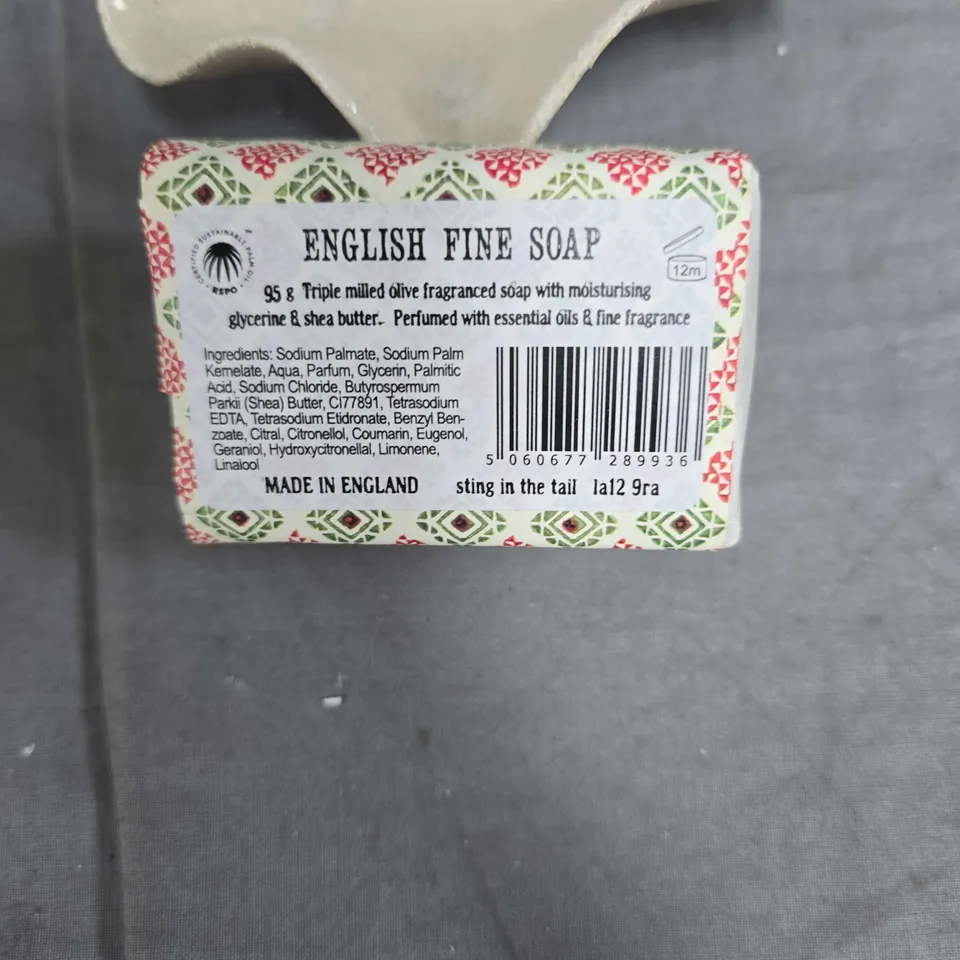 CERTIFIED SUSTAINABLE PALM OIL
RSPO
™
ENGLISH FINE SOAP
12m
95 g Triple milled olive fragranced soap with moisturising
glycerine & shea butter. Perfumed with essential oils & fine fragrance
Ingredients: Sodium Palmate, Sodium Palm
Kernelate, Aqua, Parfum, Glycerin, Palmitic
Acid, Sodium Chloride, Butyrospermum
Parkii (Shea) Butter, CI77891, Tetrasodium
EDTA, Tetrasodium Etidronate, Benzyl Ben-
zoate, Citral, Citronellol, Coumarin, Eugenol,
Geraniol, Hydroxycitronellal, Limonene,
Linalool
5 060677 289936
MADE IN ENGLAND sting in the tail la12 9ra